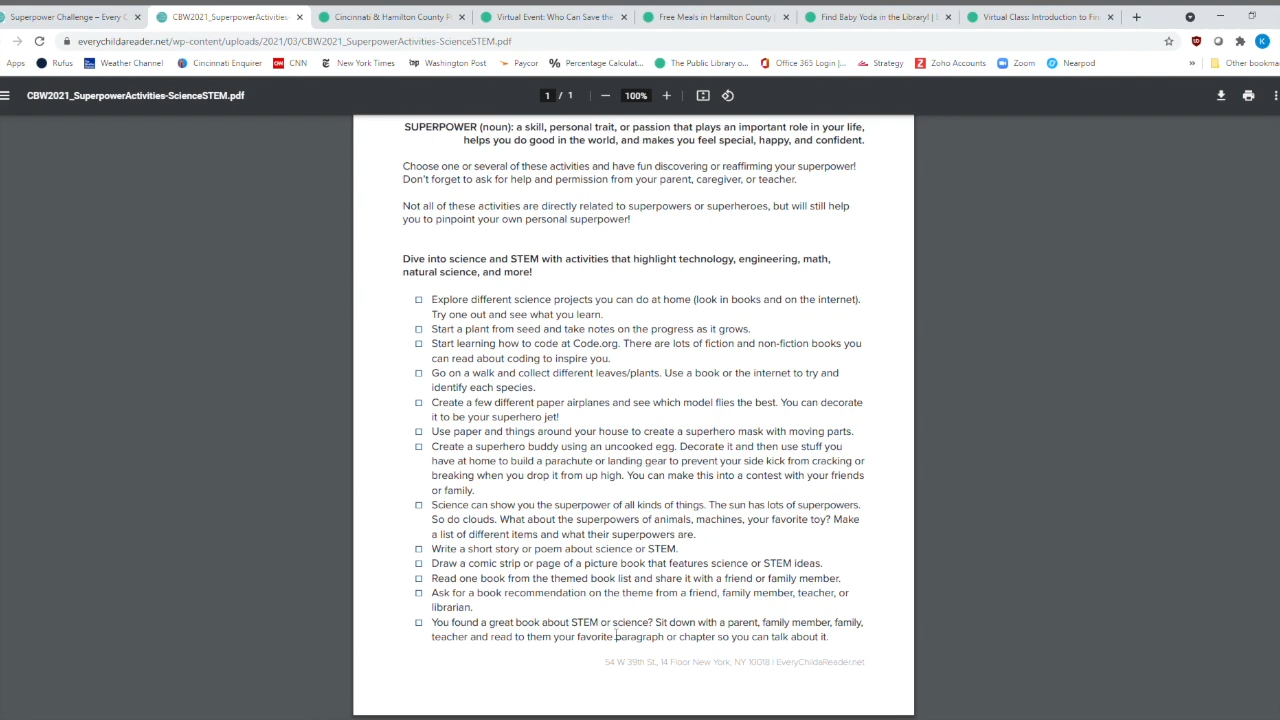 Superpower Challenge – Every C
CBW2021_SuperpowerActivities-
Cincinnati & Hamilton County P
Virtual Event: Who Can Save the
Free Meals in Hamilton County |
Find Baby Yoda in the Library! | B
Virtual Class: Introduction to Fin
everychildareader.net/wp-content/uploads/2021/03/CBW2021_SuperpowerActivities-ScienceSTEM.pdf
K
Apps
Rufus
Weather Channel
Cincinnati Enquirer
CNN
New York Times
Washington Post
Paycor
Percentage Calculat...
The Public Library o...
Office 365 Login |...
Strategy
Zoho Accounts
Zoom
Nearpod
»
Other bookma
CBW2021_SuperpowerActivities-ScienceSTEM.pdf
1 / 1
100%
SUPERPOWER (noun): a skill, personal trait, or passion that plays an important role in your life,
helps you do good in the world, and makes you feel special, happy, and confident.
Choose one or several of these activities and have fun discovering or reaffirming your superpower!
Don't forget to ask for help and permission from your parent, caregiver, or teacher.
Not all of these activities are directly related to superpowers or superheroes, but will still help
you to pinpoint your own personal superpower!
Dive into science and STEM with activities that highlight technology, engineering, math,
natural science, and more!
Explore different science projects you can do at home (look in books and on the internet).
Try one out and see what you learn.
Start a plant from seed and take notes on the progress as it grows.
Start learning how to code at Code.org. There are lots of fiction and non-fiction books you
can read about coding to inspire you.
Go on a walk and collect different leaves/plants. Use a book or the internet to try and
identify each species.
Create a few different paper airplanes and see which model flies the best. You can decorate
it to be your superhero jet!
Use paper and things around your house to create a superhero mask with moving parts.
Create a superhero buddy using an uncooked egg. Decorate it and then use stuff you
have at home to build a parachute or landing gear to prevent your side kick from cracking or
breaking when you drop it from up high. You can make this into a contest with your friends
or family.
Science can show you the superpower of all kinds of things. The sun has lots of superpowers.
So do clouds. What about the superpowers of animals, machines, your favorite toy? Make
a list of different items and what their superpowers are.
Write a short story or poem about science or STEM.
Draw a comic strip or page of a picture book that features science or STEM ideas.
Read one book from the themed book list and share it with a friend or family member.
Ask for a book recommendation on the theme from a friend, family member, teacher, or
librarian.
You found a great book about STEM or science? Sit down with a parent, family member, family,
teacher and read to them your favorite paragraph or chapter so you can talk about it.
54 W 39th St., 14 Floor New York, NY 10018 | EveryChildaReader.net